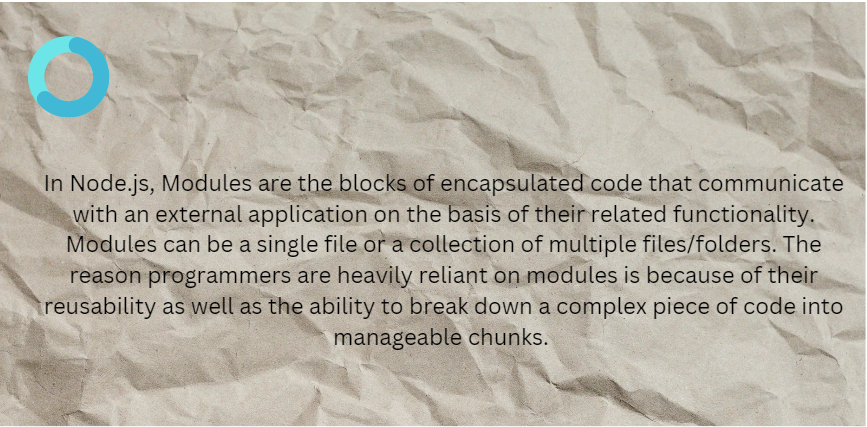 In Node.js, Modules are the blocks of encapsulated code that communicate
with an external application on the basis of their related functionality.
Modules can be a single file or a collection of multiple files/folders. The
reason programmers are heavily reliant on modules is because of their
reusability as well as the ability to break down a complex piece of code into
manageable chunks.